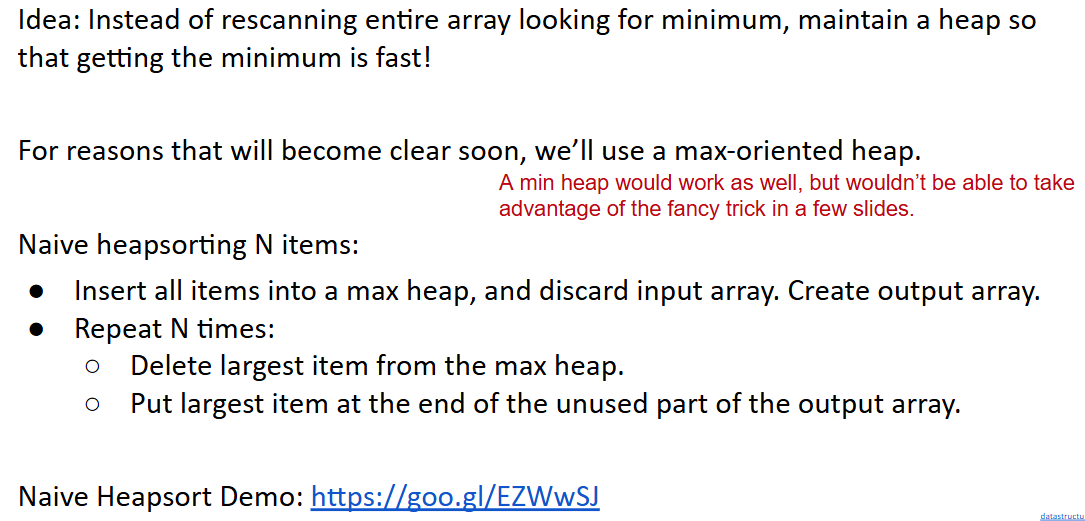 Idea: Instead of rescanning entire array looking for minimum, maintain a heap so
that getting the minimum is fast!
For reasons that will become clear soon, we’ll use a max-oriented heap.
A min heap would work as well, but wouldn’t be able to take
advantage of the fancy trick in a few slides.
Naive heapsorting N items:
● Insert all items into a max heap, and discard input array. Create output array.
● Repeat N times:
○ Delete largest item from the max heap.
○ Put largest item at the end of the unused part of the output array.
Naive Heapsort Demo: https://goo.gl/EZWwSJ
datastructu